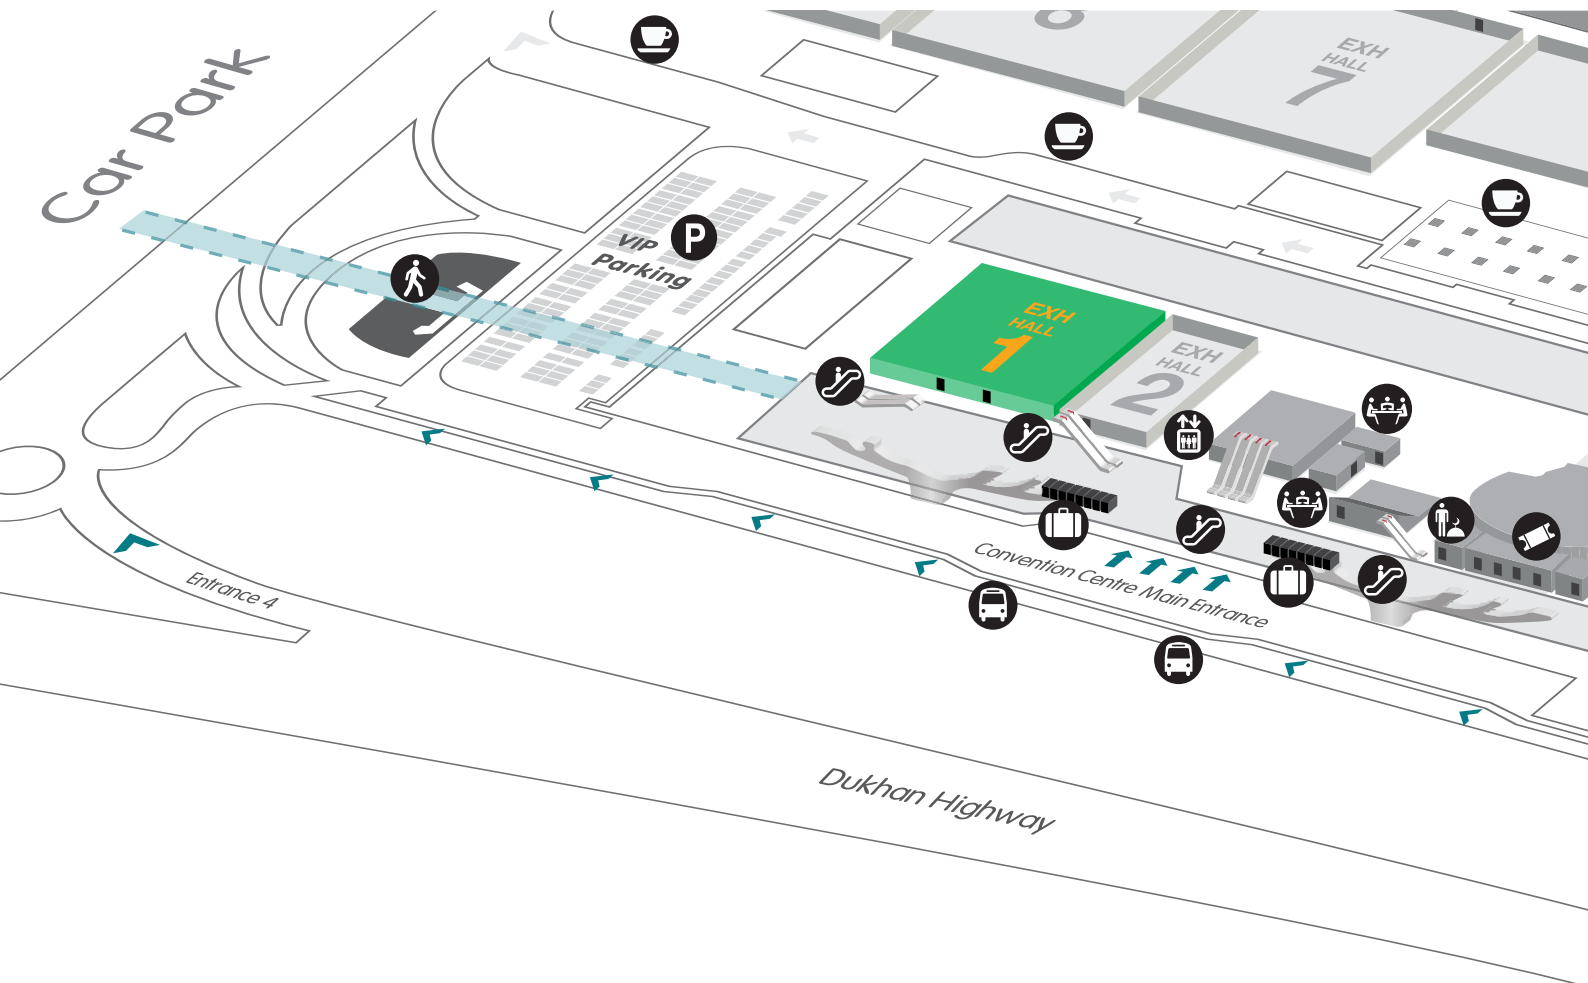 8
EXH
HALL
7
Car Park
P
VIP
Parking
EXH
HALL
1
EXH
HALL
2
Convention Centre Main Entrance
Entrance 4
Dukhan Highway